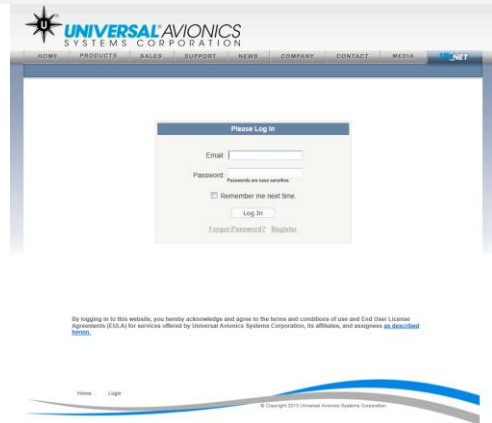 U
UNIVERSAL® AVIONICS
SYSTEMS CORPORATION
HOME PRODUCTS SALES SUPPORT NEWS COMPANY CONTACT MEDIA NET
Please Log In
Email:
Password:
Passwords are case sensitive.
Remember me next time.
Log In
Forgot Password? Register
By logging in to this website, you hereby acknowledge and agree to the terms and conditions of use and End User License
Agreements (EULA) for services offered by Universal Avionics Systems Corporation, its affiliates, and assignees as described
herein.
Home Login
© Copyright 2013 Universal Avionics Systems Corporation